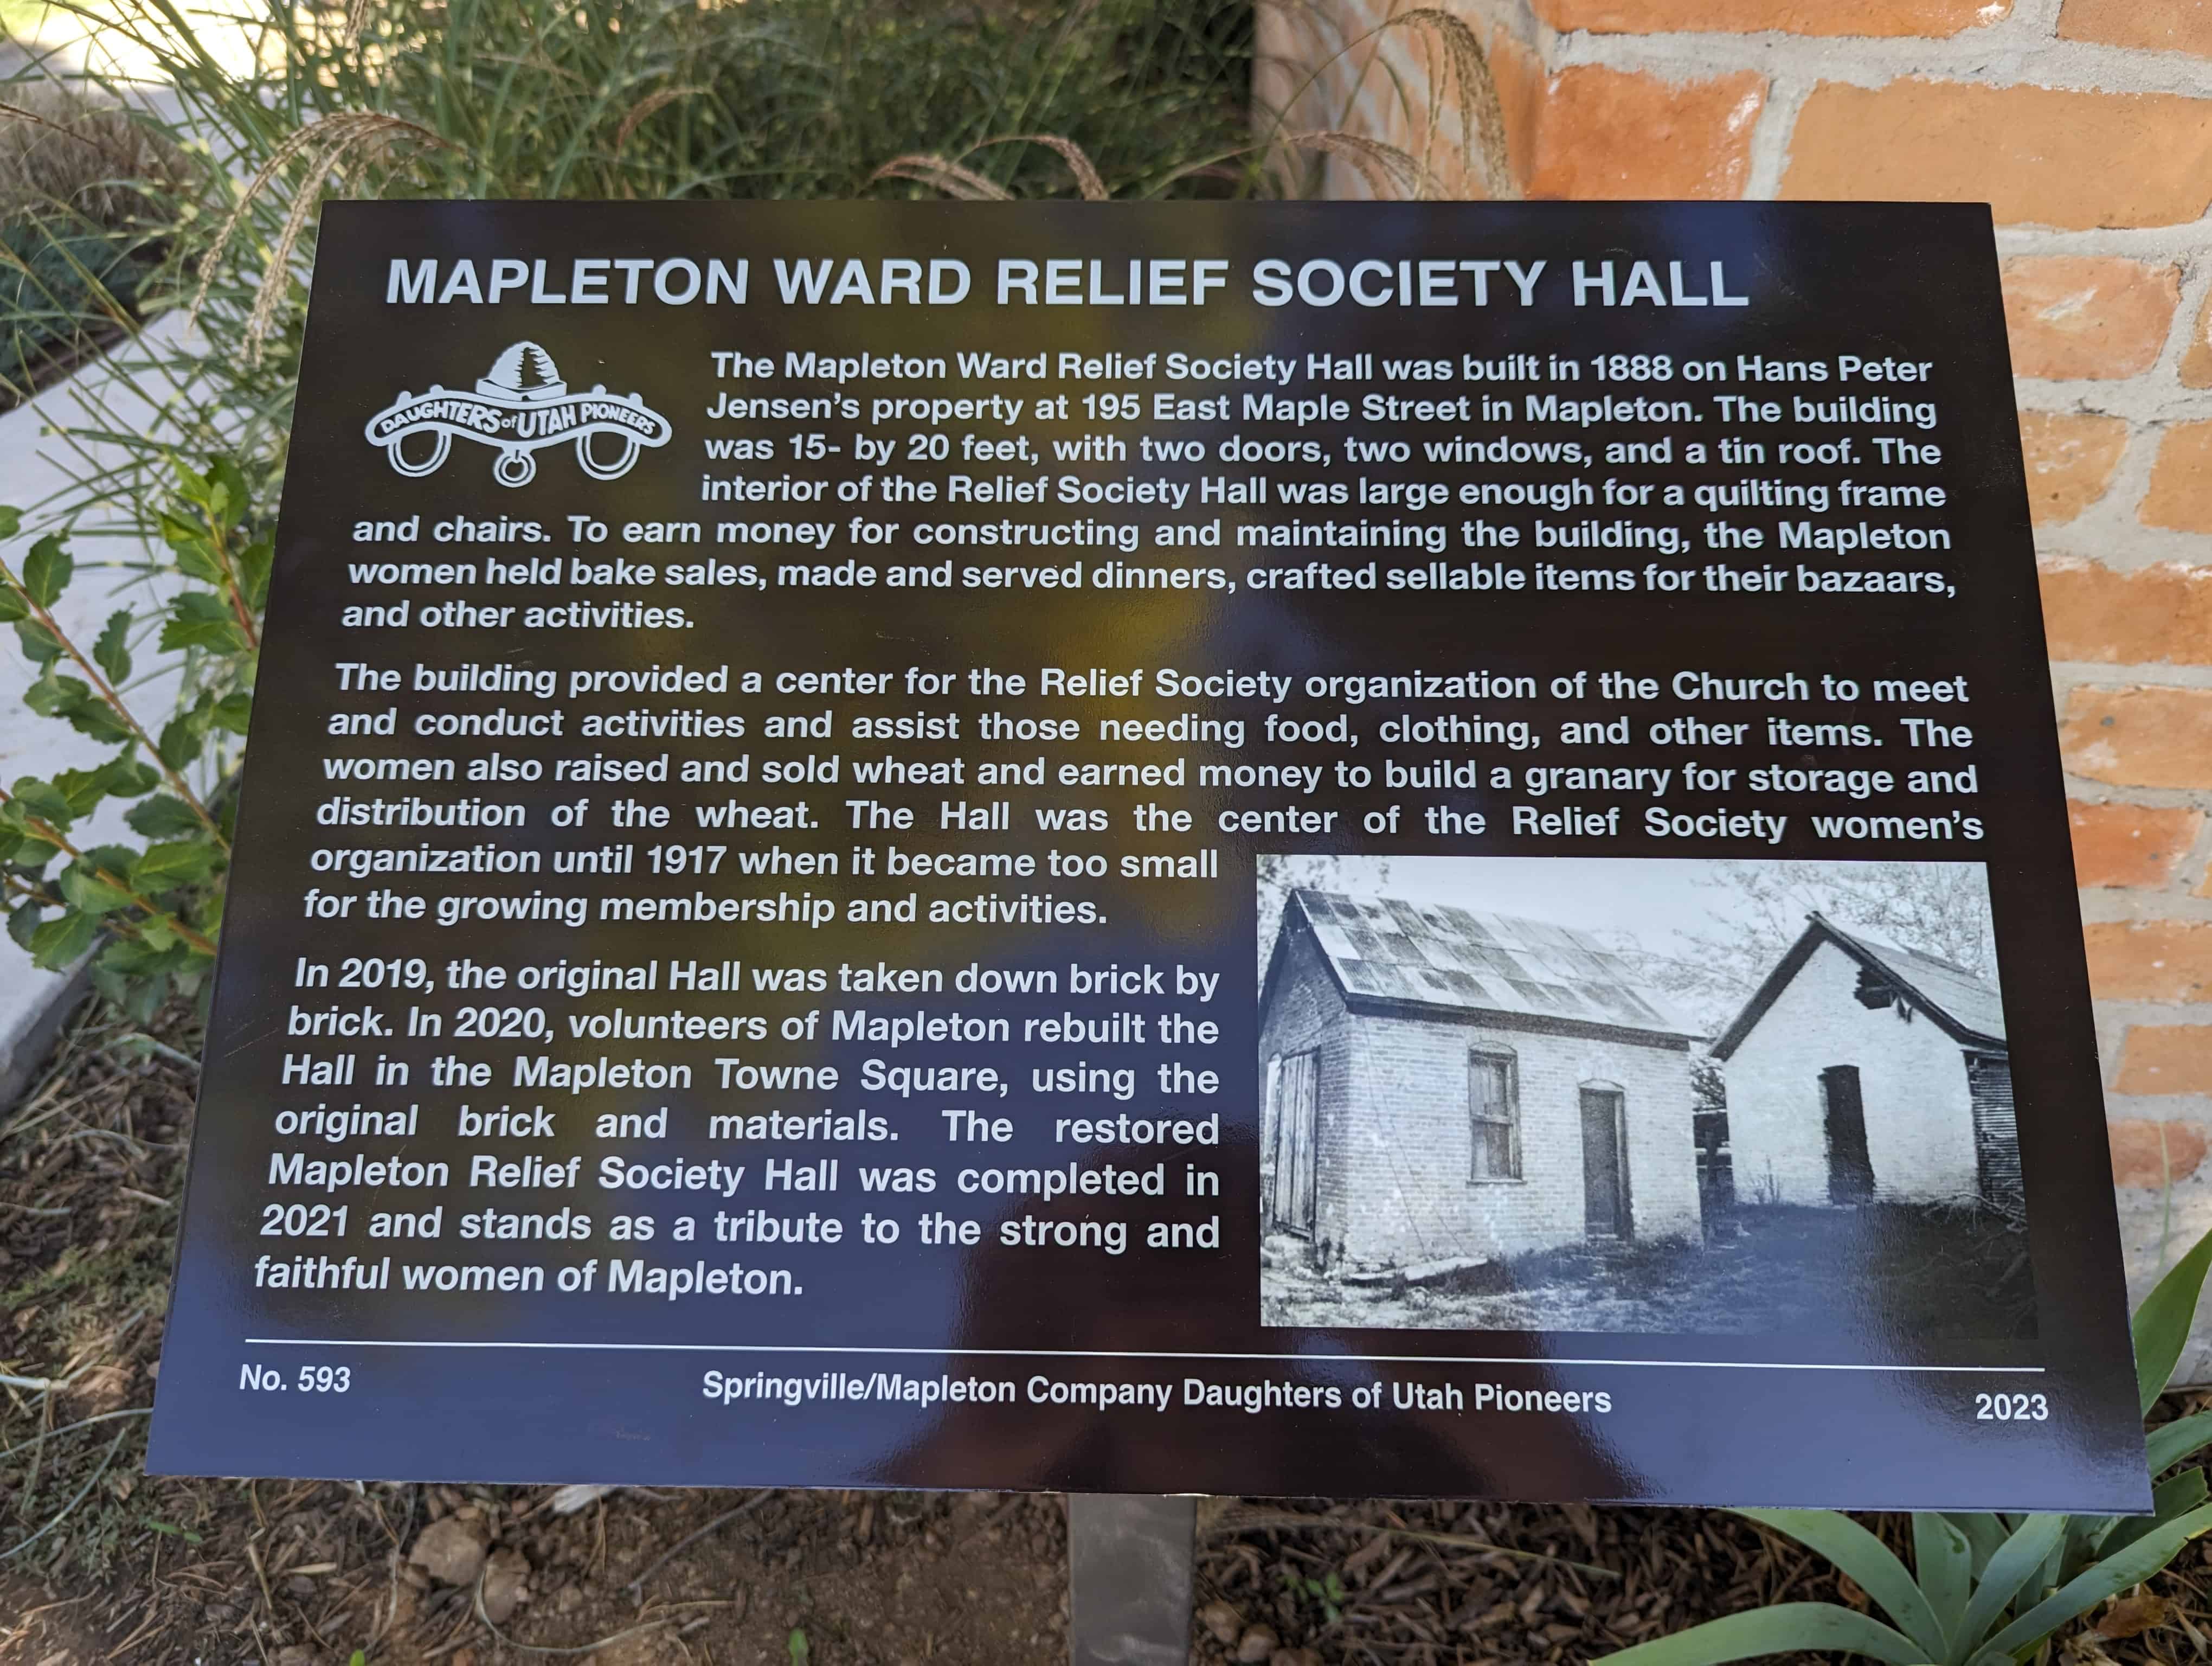 MAPLETON WARD RELIEF SOCIETY HALL
DAUGHTERS of UTAH PIONEERS
The Mapleton Ward Relief Society Hall was built in 1888 on Hans Peter
Jensen's property at 195 East Maple Street in Mapleton. The building
was 15- by 20 feet, with two doors, two windows, and a tin roof. The
interior of the Relief Society Hall was large enough for a quilting frame
and chairs. To earn money for constructing and maintaining the building, the Mapleton
women held bake sales, made and served dinners, crafted sellable items for their bazaars,
and other activities.
The building provided a center for the Relief Society organization of the Church to meet
and conduct activities and assist those needing food, clothing, and other items. The
women also raised and sold wheat and earned money to build a granary for storage and
distribution of the wheat. The Hall was the center of the Relief Society women's
organization until 1917 when it became too small
for the growing membership and activities.
In 2019, the original Hall was taken down brick by
brick. In 2020, volunteers of Mapleton rebuilt the
Hall in the Mapleton Towne Square, using the
original brick and materials. The restored
Mapleton Relief Society Hall was completed in
2021 and stands as a tribute to the strong and
faithful women of Mapleton.
No. 593
Springville/Mapleton Company Daughters of Utah Pioneers
2023